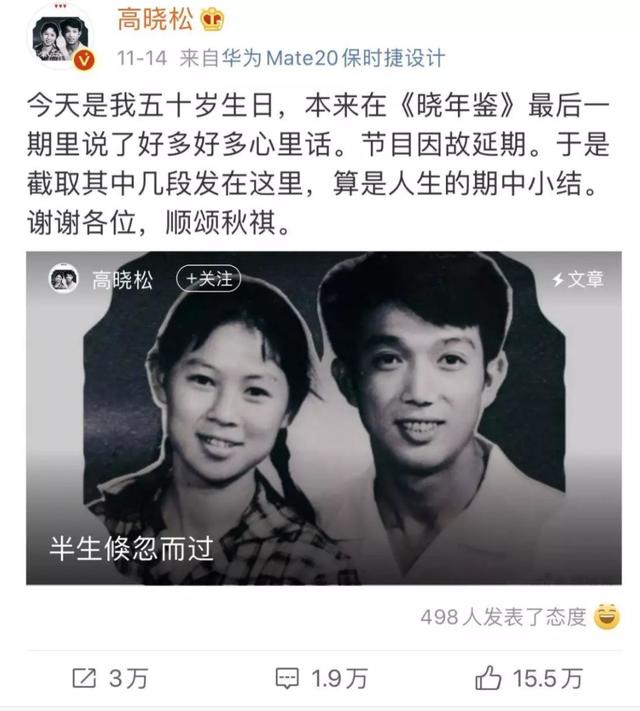 高晓松
11-14 来自华为Mate20保时捷设计
今天是我五十岁生日，本来在《晓年鉴》最后一
期里说了好多好多心里话。节目因故延期。于是
截取其中几段发在这里，算是人生的期中小结。
谢谢各位，顺颂秋祺。
高晓松 +关注 文章
半生倏忽而过
498人发表了态度
3万 1.9万 15.5万